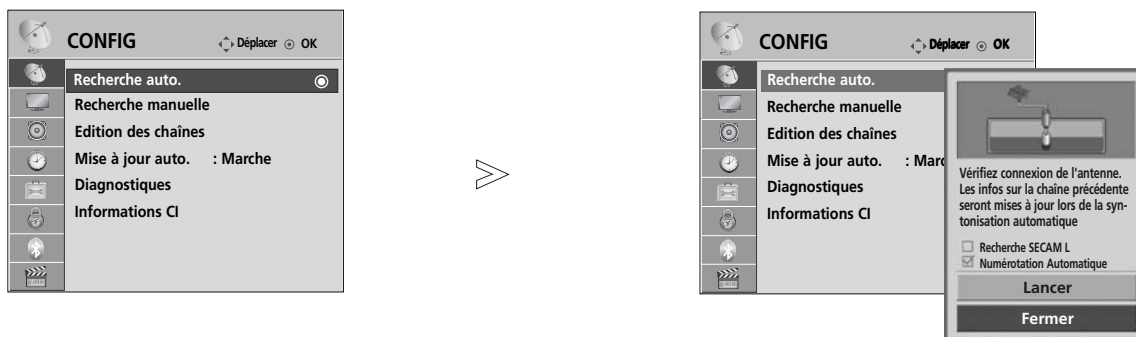 CONFIG
Déplacer OK
Recherche auto.
Recherche manuelle
Edition des chaînes
Mise à jour auto. : Marche
Diagnostiques
Informations CI
CONFIG
Déplacer OK
Recherche auto.
Recherche manuelle
Edition des chaînes
Mise à jour auto. : Marc
Diagnostiques
Informations CI
Vérifiez connexion de l'antenne.
Les infos sur la chaîne précédente
seront mises à jour lors de la syn-
tonisation automatique
Recherche SECAM L
Numérotation Automatique
Lancer
Fermer